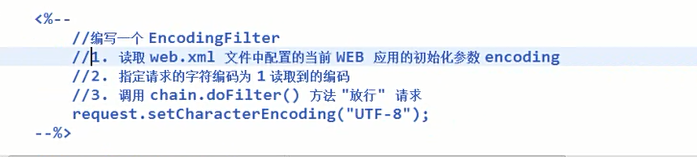 <%--
//编写一个 EncodingFilter
//1. 读取 web.xml 文件中配置的当前 WEB 应用的初始化参数 encoding
//2. 指定请求的字符编码为 1 读取到的编码
//3. 调用 chain.doFilter() 方法 "放行" 请求
request.setCharacterEncoding("UTF-8");
--%>